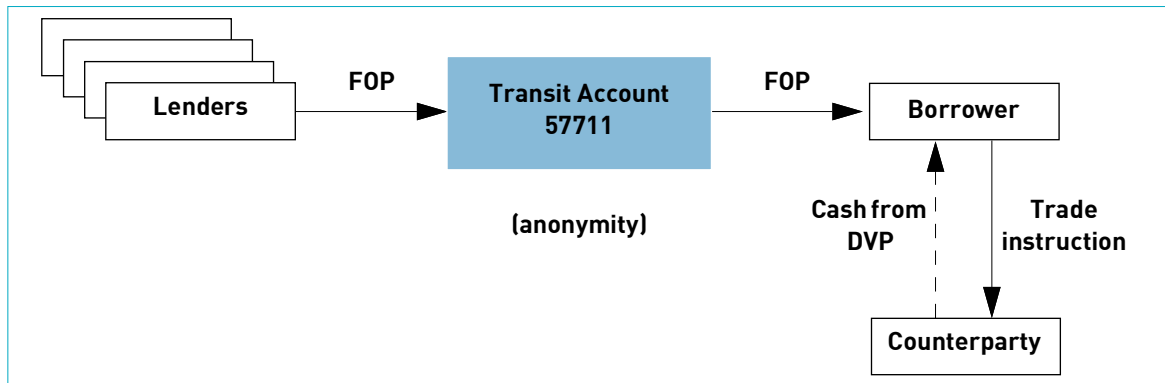 Lenders
FOP
Transit Account
57711
(anonymity)
FOP
Borrower
Cash from
DVP
Trade
instruction
Counterparty